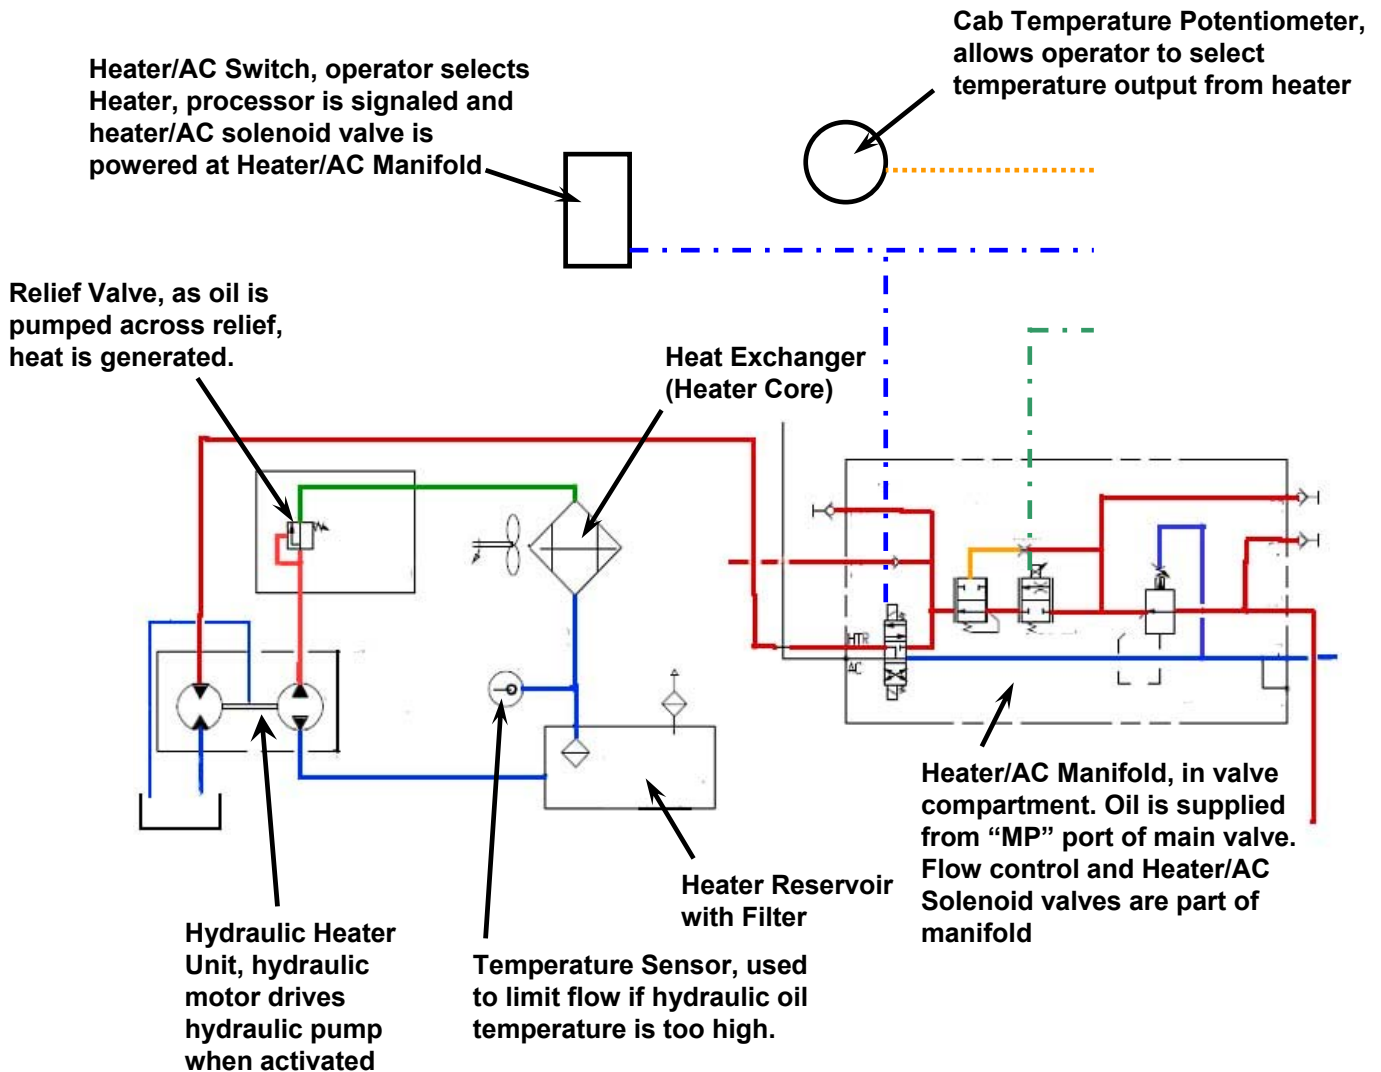 Cab Temperature Potentiometer,
allows operator to select
temperature output from heater
Heater/AC Switch, operator selects
Heater, processor is signaled and
heater/AC solenoid valve is
powered at Heater/AC Manifold
Relief Valve, as oil is
pumped across relief,
heat is generated.
Heat Exchanger
(Heater Core)
HTR
AC
Heater/AC Manifold, in valve
compartment. Oil is supplied
from “MP” port of main valve.
Flow control and Heater/AC
Solenoid valves are part of
manifold
Heater Reservoir
with Filter
Hydraulic Heater
Unit, hydraulic
motor drives
hydraulic pump
when activated
Temperature Sensor, used
to limit flow if hydraulic oil
temperature is too high.